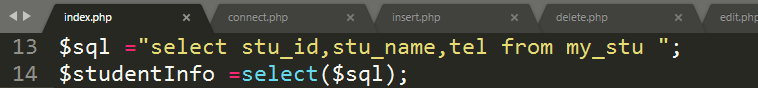 index.php × connect.php × insert.php × delete.php × edit.php
13 $sql ="select stu_id,stu_name,tel from my_stu ";
14 $studentInfo =select($sql);